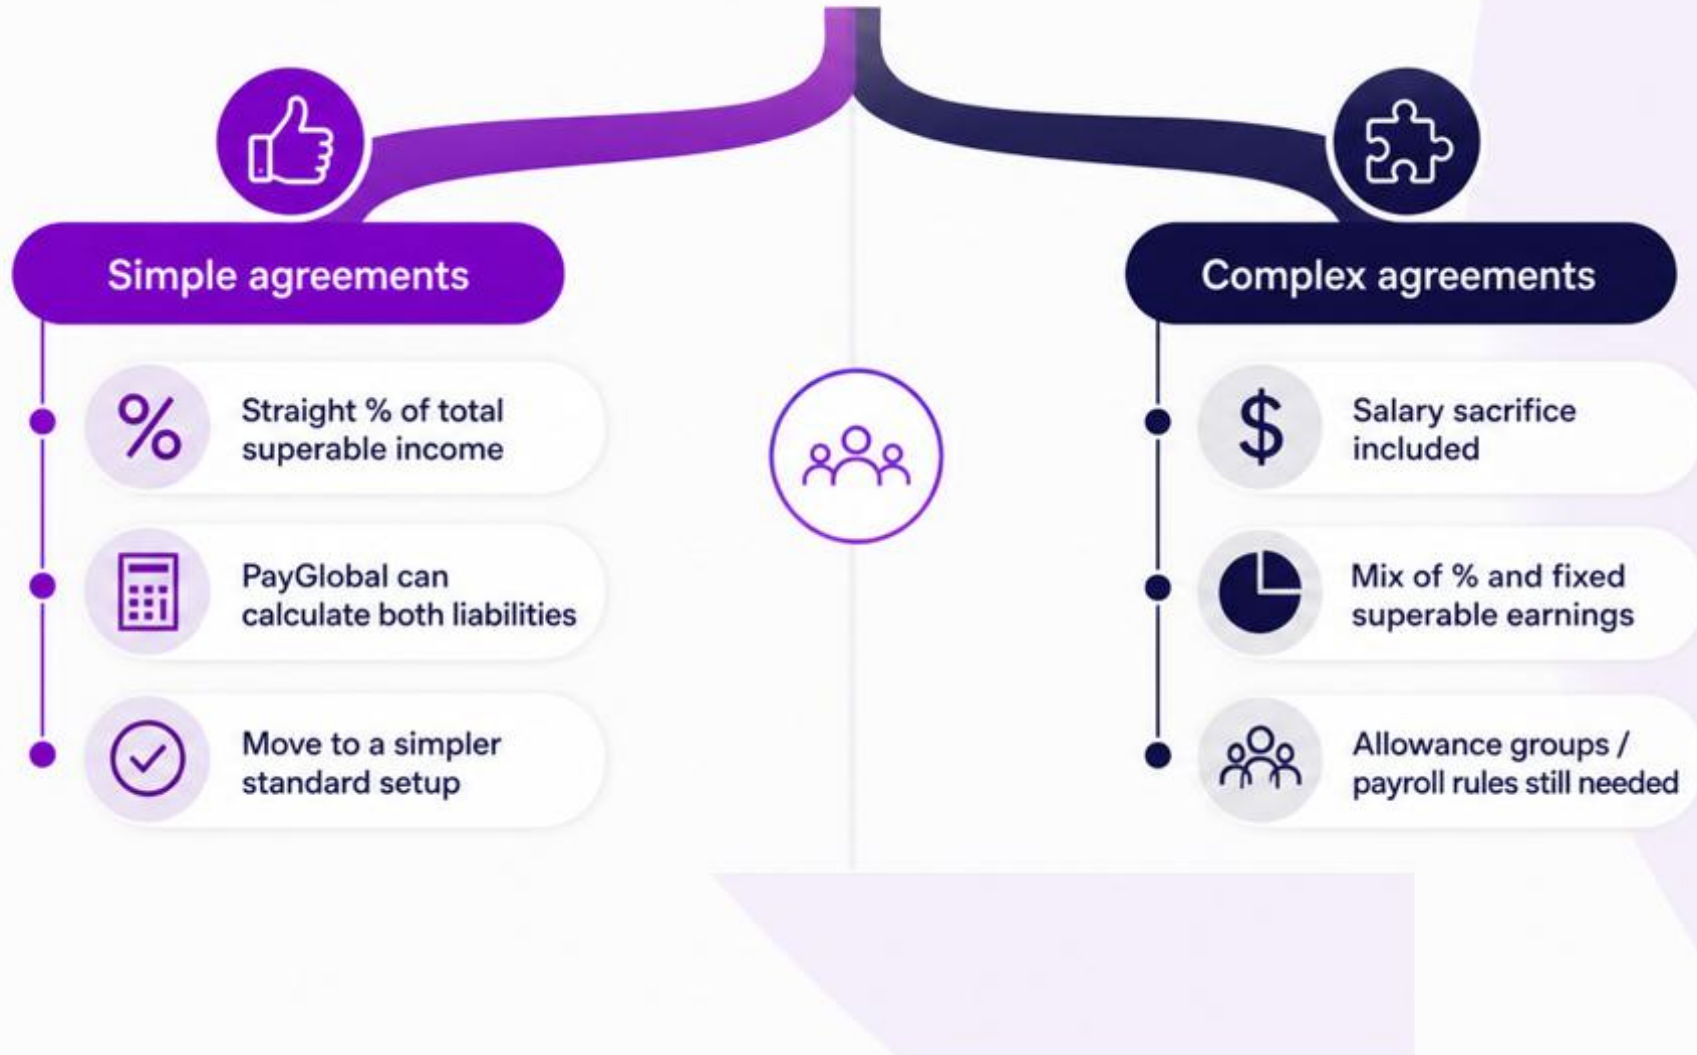 Simple agreements
Straight % of total
superable income
PayGlobal can
calculate both liabilities
Move to a simpler
standard setup
Complex agreements
$
Salary sacrifice
included
Mix of % and fixed
superable earnings
Allowance groups /
payroll rules still needed